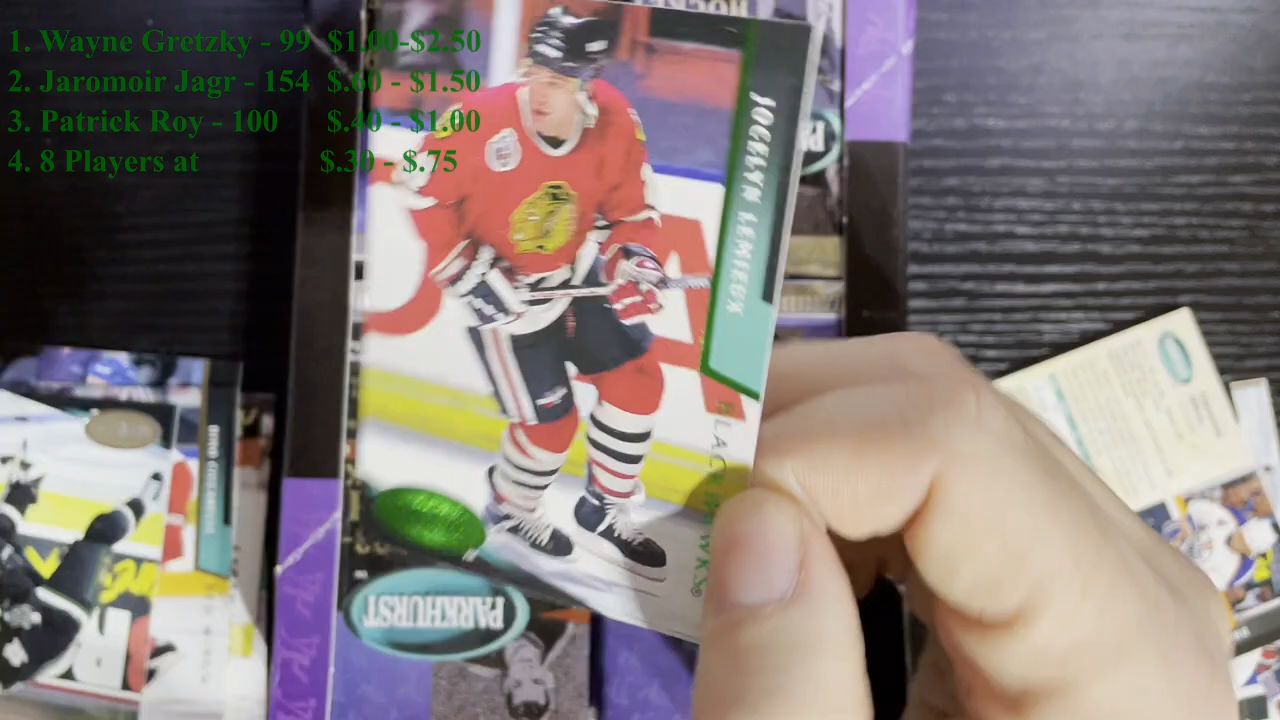 1. Wayne Gretzky - 99 $1.00-$2.50
2. Jaromoir Jagr - 154 $.60 - $1.50
3. Patrick Roy - 100 $.40 - $1.00
4. 8 Players at $.30 - $.75
JOCELYN LEMIEUX
BLACKHAWKS
PARKHURST